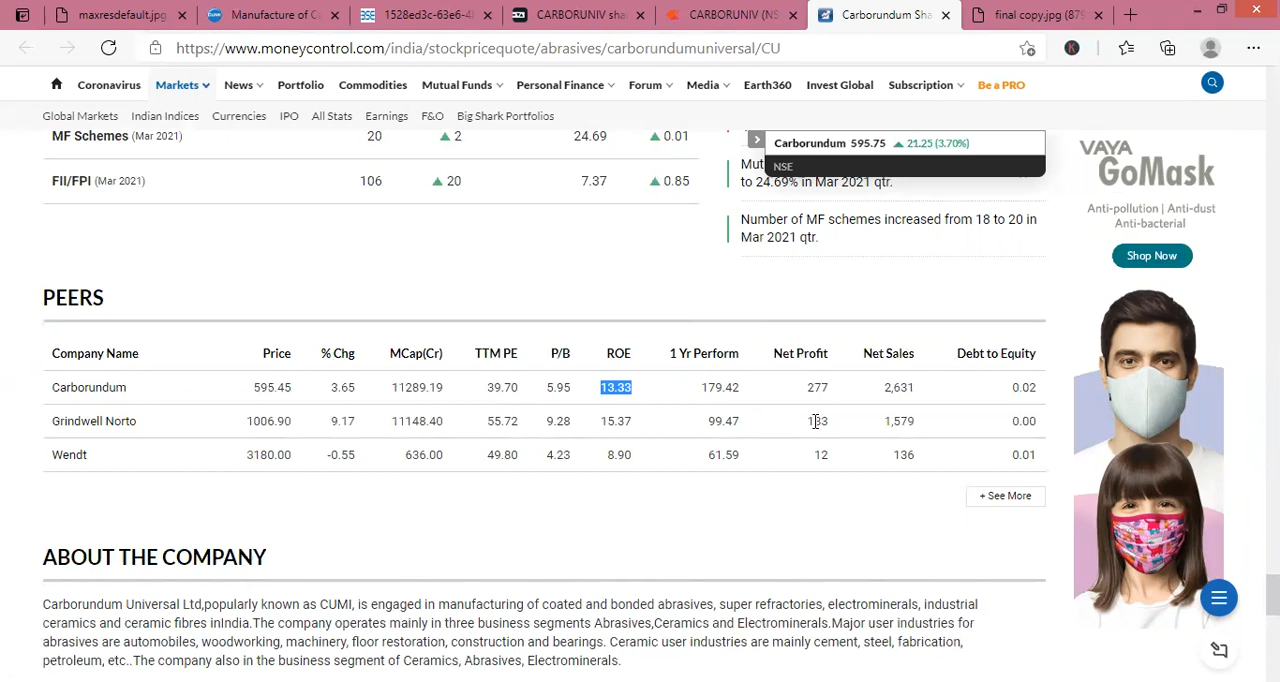 maxresdefault.jpg
Manufacture of C
1528ed3c-63e6-4
CARBORUNIV sha
CARBORUNIV (NS
Carborundum Sha
final copy.jpg (879
https://www.moneycontrol.com/india/stockpricequote/abrasives/carborundumuniversal/CU
Coronavirus Markets News Portfolio Commodities Mutual Funds Personal Finance Forum Media Earth360 Invest Global Subscription Be a PRO
Global Markets Indian Indices Currencies IPO All Stats Earnings F&O Big Shark Portfolios
MF Schemes (Mar 2021) 20 ▲ 2 24.69 ▲ 0.01
FII/FPI (Mar 2021) 106 ▲ 20 7.37 ▲ 0.85
Carborundum 595.75 ▲ 21.25 (3.70%)
NSE
Mut
to 24.69% in Mar 2021 qtr.
Number of MF schemes increased from 18 to 20 in
Mar 2021 qtr.
PEERS
Company Name Price % Chg MCap(Cr) TTM PE P/B ROE 1 Yr Perform Net Profit Net Sales Debt to Equity
Carborundum 595.45 3.65 11289.19 39.70 5.95 13.33 179.42 277 2,631 0.02
Grindwell Norto 1006.90 9.17 11148.40 55.72 9.28 15.37 99.47 183 1,579 0.00
Wendt 3180.00 -0.55 636.00 49.80 4.23 8.90 61.59 12 136 0.01
+ See More
ABOUT THE COMPANY
Carborundum Universal Ltd,popularly known as CUMI, is engaged in manufacturing of coated and bonded abrasives, super refractories, electrominerals, industrial
ceramics and ceramic fibres inIndia.The company operates mainly in three business segments Abrasives,Ceramics and Electrominerals.Major user industries for
abrasives are automobiles, woodworking, machinery, floor restoration, construction and bearings. Ceramic user industries are mainly cement, steel, fabrication,
petroleum, etc..The company also in the business segment of Ceramics, Abrasives, Electrominerals.
VAYA
GoMask
Anti-pollution | Anti-dust
Anti-bacterial
Shop Now